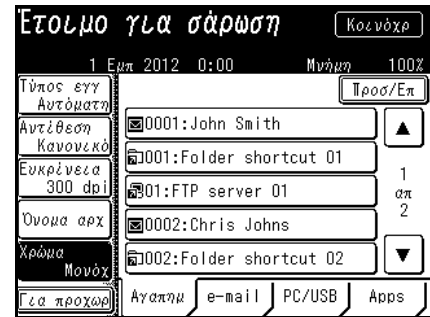 Έτοιμο για σάρωση
Κοινόχρ
1 Εμπ 2012 0:00 Μνήμη 100%
Τύπος εγγ
Αυτόματη
Προσ/Επ
Αντίθεση
Κανονικό
0001:John Smith
001:Folder shortcut 01
Ευκρίνεια
300 dpi
01:FTP server 01
1
απ
2
Όνομα αρχ
0002:Chris Johns
Χρώμα
Μονόχ
002:Folder shortcut 02
Για προχωρ
Αγαπημ
e-mail
PC/USB
Apps